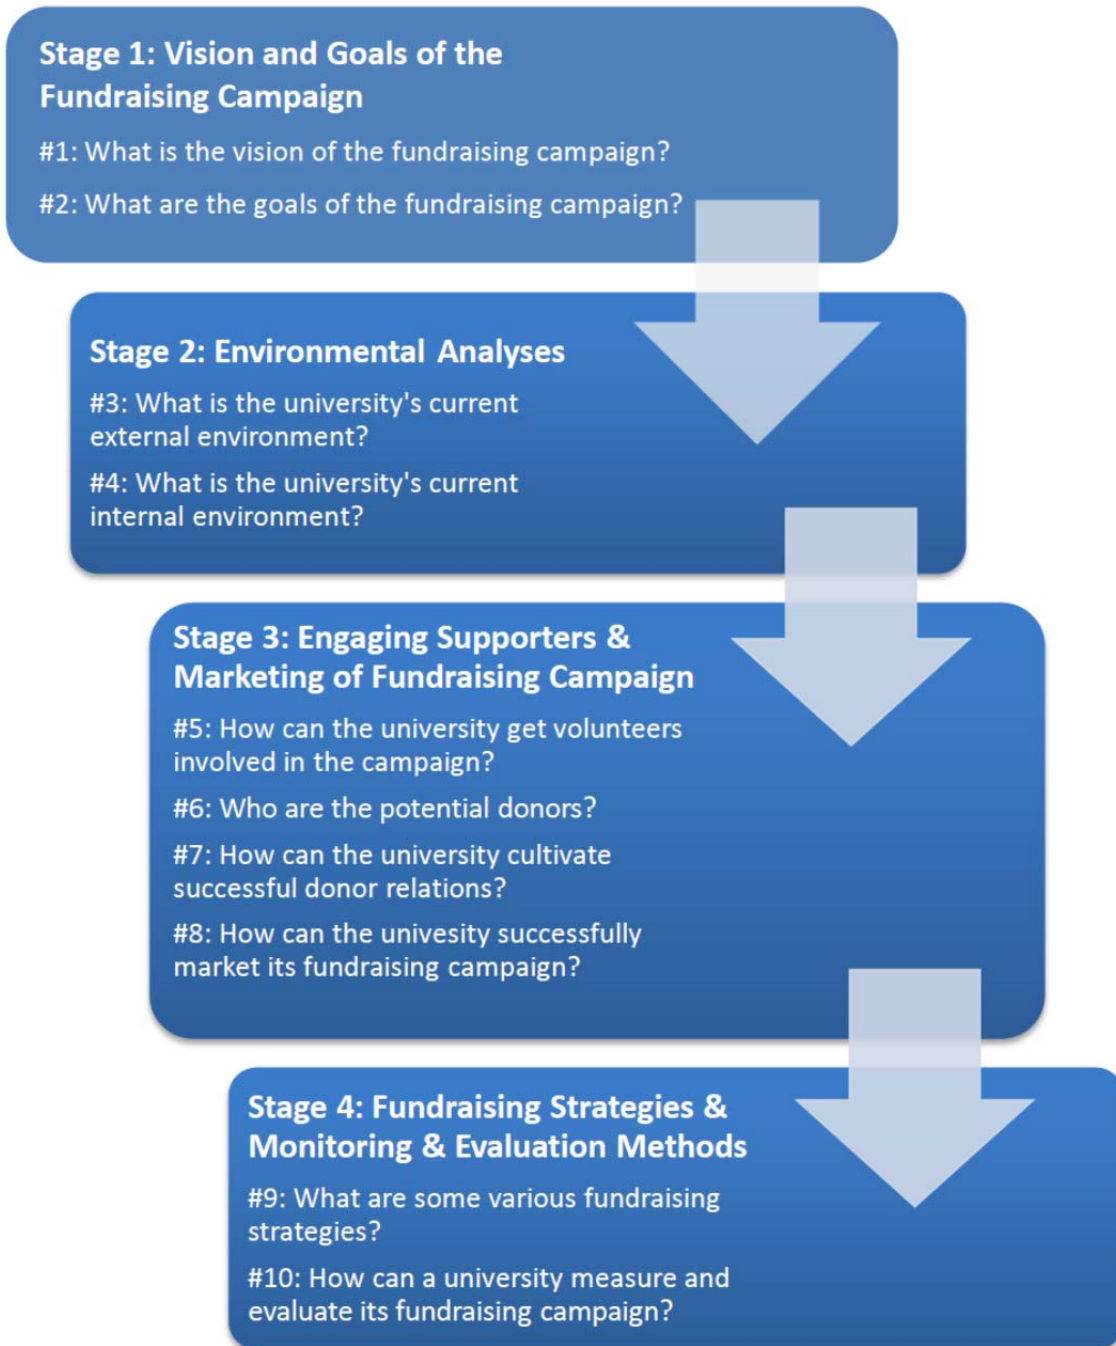 Stage 1: Vision and Goals of the
Fundraising Campaign
#1: What is the vision of the fundraising campaign?
#2: What are the goals of the fundraising campaign?
Stage 2: Environmental Analyses
#3: What is the university's current
external environment?
#4: What is the university's current
internal environment?
Stage 3: Engaging Supporters &
Marketing of Fundraising Campaign
#5: How can the university get volunteers
involved in the campaign?
#6: Who are the potential donors?
#7: How can the university cultivate
successful donor relations?
#8: How can the univesity successfully
market its fundraising campaign?
Stage 4: Fundraising Strategies &
Monitoring & Evaluation Methods
#9: What are some various fundraising
strategies?
#10: How can a university measure and
evaluate its fundraising campaign?